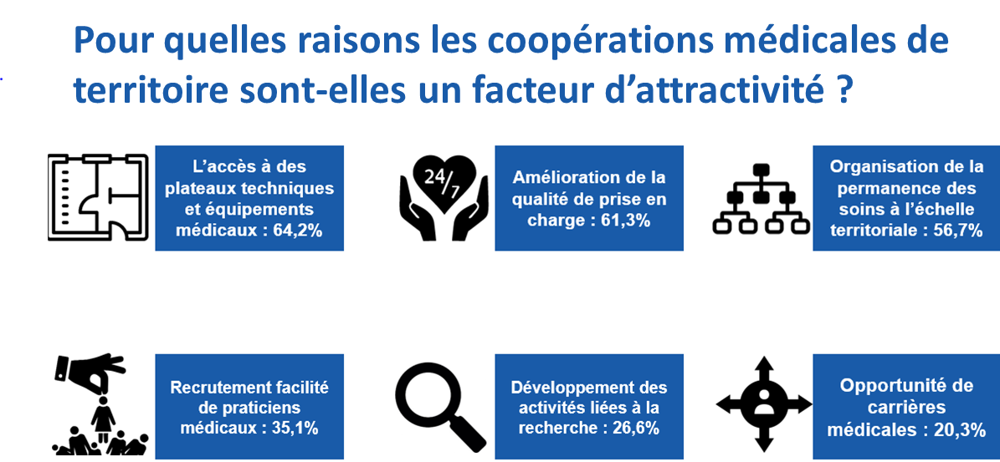 Pour quelles raisons les coopérations médicales de
territoire sont-elles un facteur d’attractivité ?
L’accès à des
plateaux techniques
et équipements
médicaux : 64,2%
24/7
Amélioration de la
qualité de prise en
charge : 61,3%
Organisation de la
permanence des
soins à l’échelle
territoriale : 56,7%
Recrutement facilité
de praticiens
médicaux : 35,1%
Développement des
activités liées à la
recherche : 26,6%
Opportunité de
carrières
médicales : 20,3%